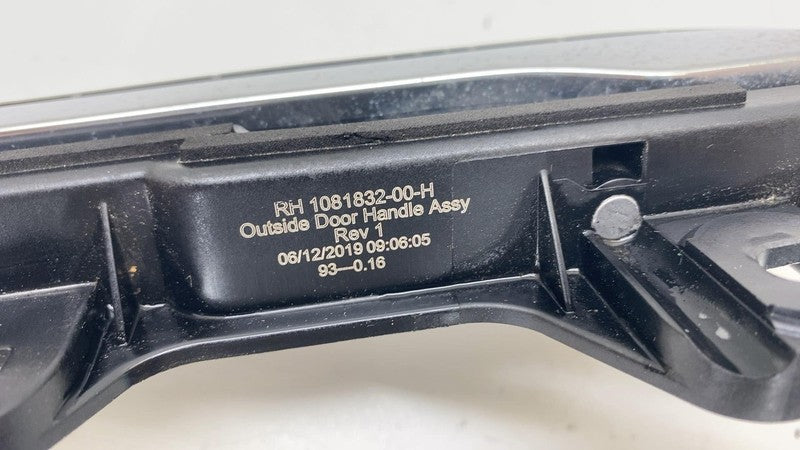 RH 1081832-00-H
Outside Door Handle Assy
Rev 1
06/12/2019 09:06:05
93—0.16